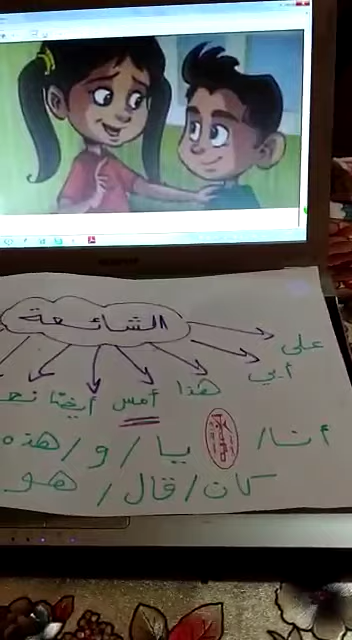 الشائعة
على
أبي
هذا
أمس
أيضا
أنا / يا / و / هذه
كان / قال / هو